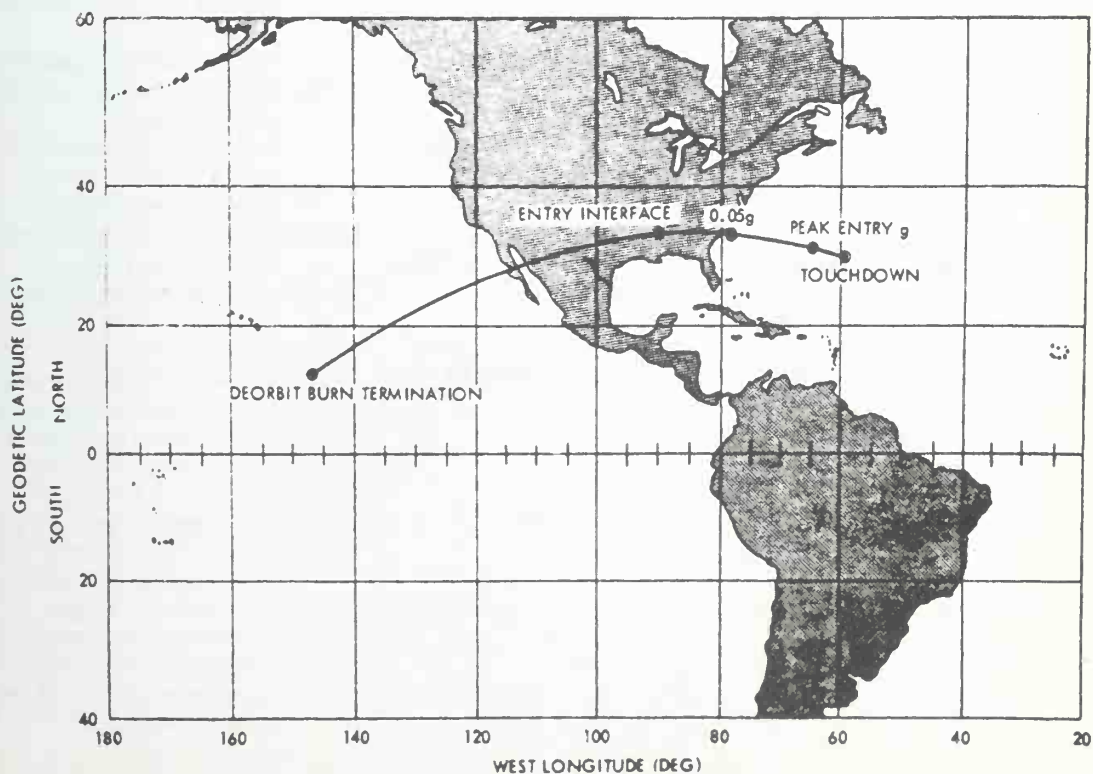 60
40
20
0
20
40
GEODETIC LATITUDE (DEG)
SOUTH NORTH
ENTRY INTERFACE 0.05g
PEAK ENTRY g
TOUCHDOWN
DEORBIT BURN TERMINATION
180 160 140 120 100 80 60 40 20
WEST LONGITUDE (DEG)